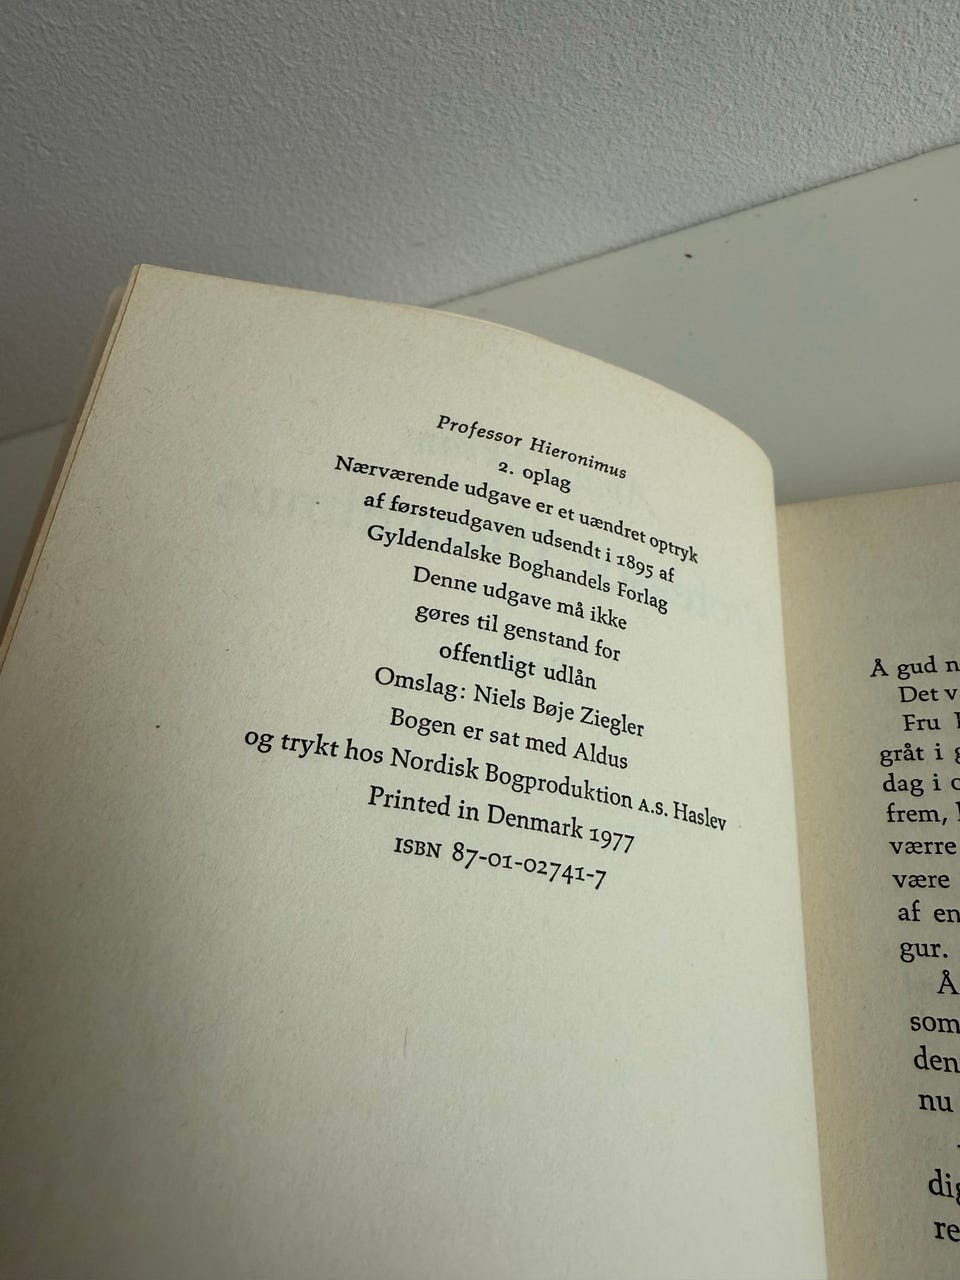 Professor Hieronimus
2. oplag
Nærværende udgave er et uændret optryk
af førsteudgaven udsendt i 1895 af
Gyldendalske Boghandels Forlag
Denne udgave må ikke
gøres til genstand for
offentligt udlån
Omslag: Niels Bøje Ziegler
Bogen er sat med Aldus
og trykt hos Nordisk Bogproduktion A.S. Haslev
Printed in Denmark 1977
ISBN 87-01-02741-7
Å gud
Det
Fru
gråt i
dag i
frem,
værre
være
af en
gur.
Å
som
den
nu